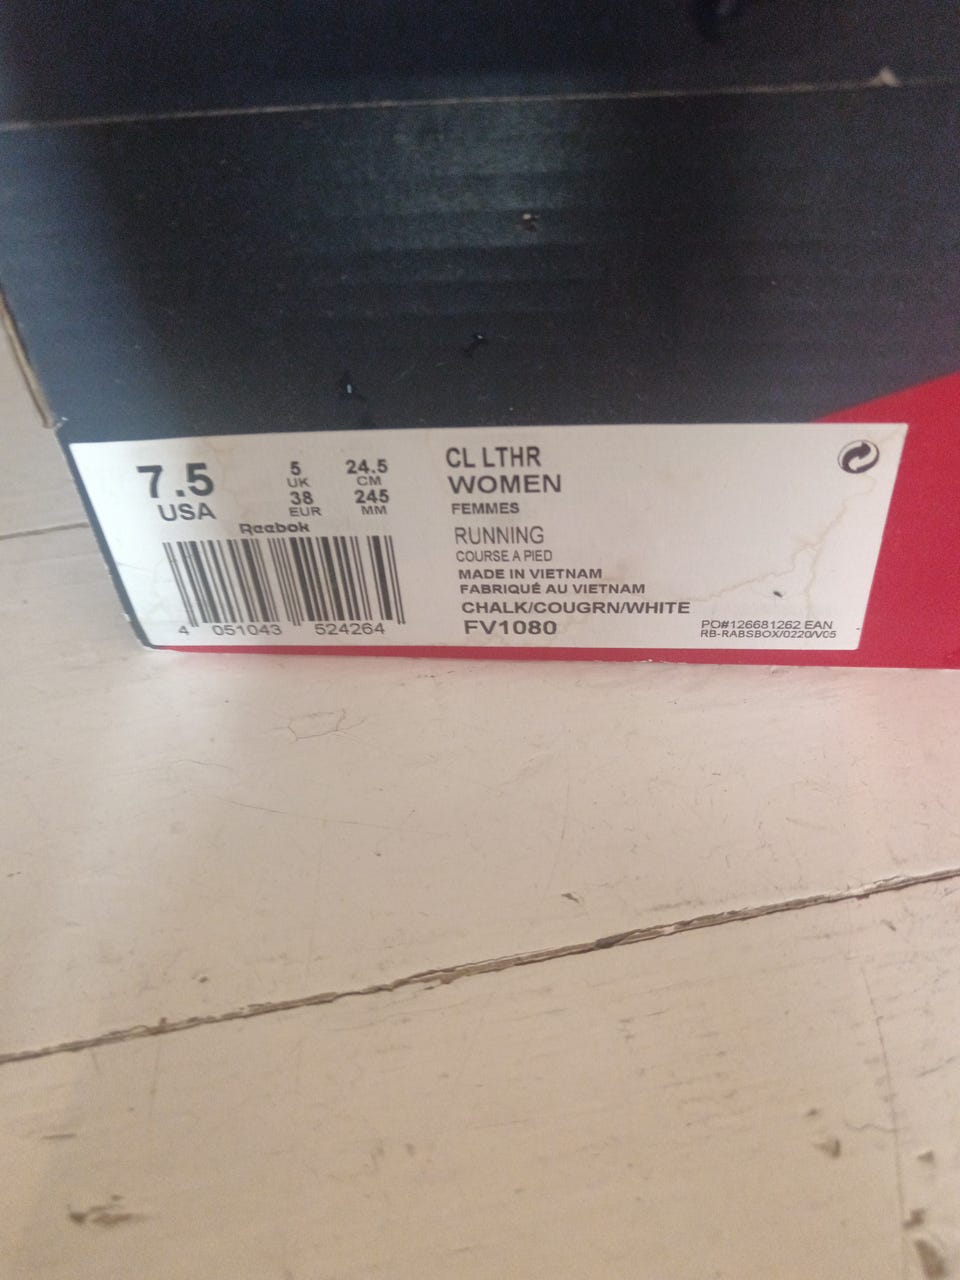 7.5
USA
5
UK
38
EUR
24.5
CM
245
MM
Reebok
4 051043 524264
CL LTHR
WOMEN
FEMMES
RUNNING
COURSE A PIED
MADE IN VIETNAM
FABRIQUÉ AU VIETNAM
CHALK/COUGRN/WHITE
FV1080
PO#126681262 EAN
RB-RABSBOX/0220/V05